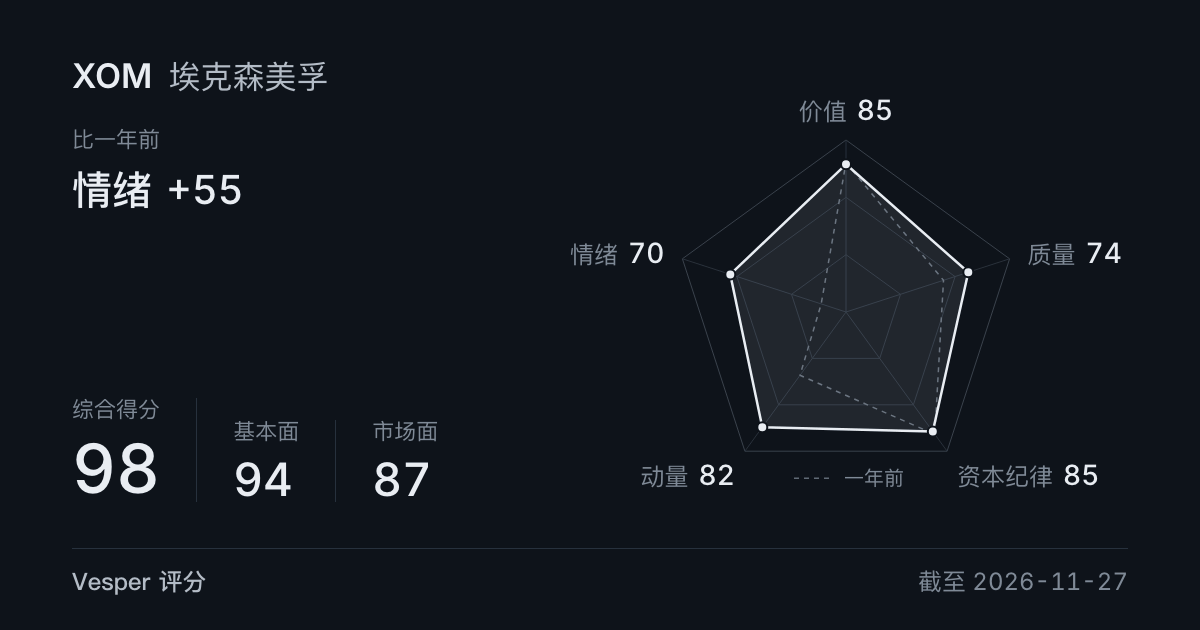 XOM 埃克森美孚
比一年前
情绪 +55
价值 85
情绪 70
质量 74
动量 82
一年前
资本纪律 85
综合得分
98
基本面
94
市场面
87
Vesper 评分
截至 2026-11-27